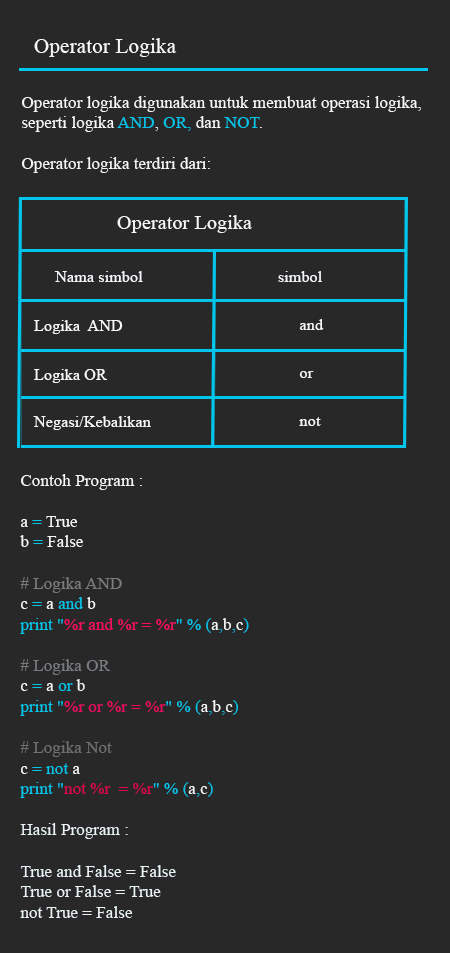 Operator Logika
Operator logika digunakan untuk membuat operasi logika,
seperti logika AND, OR, dan NOT.
Operator logika terdiri dari:
Operator Logika
Nama simbol simbol
Logika AND and
Logika OR or
Negasi/Kebalikan not
Contoh Program :
a = True
b = False
# Logika AND
c = a and b
print "%r and %r = %r" % (a,b,c)
# Logika OR
c = a or b
print "%r or %r = %r" % (a,b,c)
# Logika Not
c = not a
print "not %r  = %r" % (a,c)
Hasil Program :
True and False = False
True or False = True
not True = False